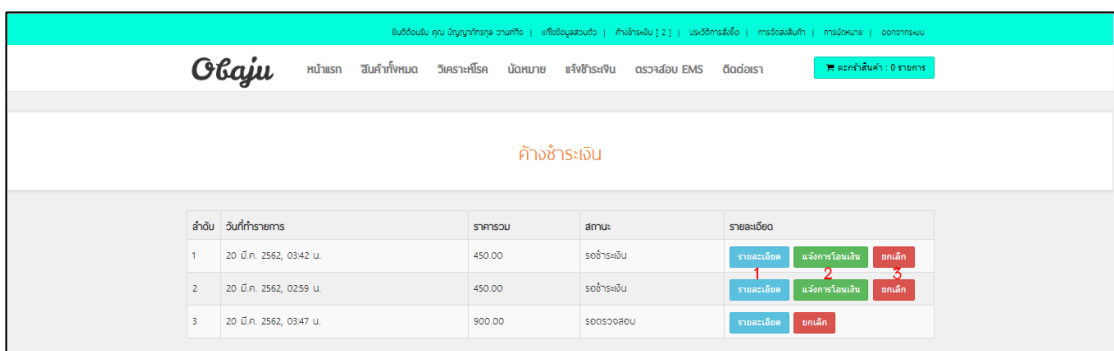 ยินดีต้อนรับ คุณ ปัญญาภัทรกุล วานเกิง | แก้ไขข้อมูลส่วนตัว | ค้างชำระเงิน [ 2 ] | ประวัติการสั่งซื้อ | การจัดส่งสินค้า | การนัดหมาย | ออกจากระบบ
Obaju หน้าแรก สินค้าทั้งหมด วิเคราะห์โรค นัดหมาย แจ้งชำระเงิน ตรวจสอบ EMS ติดต่อเรา ตะกร้าสินค้า : 0 รายการ
ค้างชำระเงิน
ลำดับ วันที่ทำรายการ ราคารวม สถานะ รายละเอียด
1 20 มี.ค. 2562, 03:42 น. 450.00 รอชำระเงิน รายละเอียด แจ้งการโอนเงิน ยกเลิก
1 2 3
2 20 มี.ค. 2562, 02:59 น. 450.00 รอชำระเงิน รายละเอียด แจ้งการโอนเงิน ยกเลิก
3 20 มี.ค. 2562, 03:47 น. 900.00 รอตรวจสอบ รายละเอียด ยกเลิก